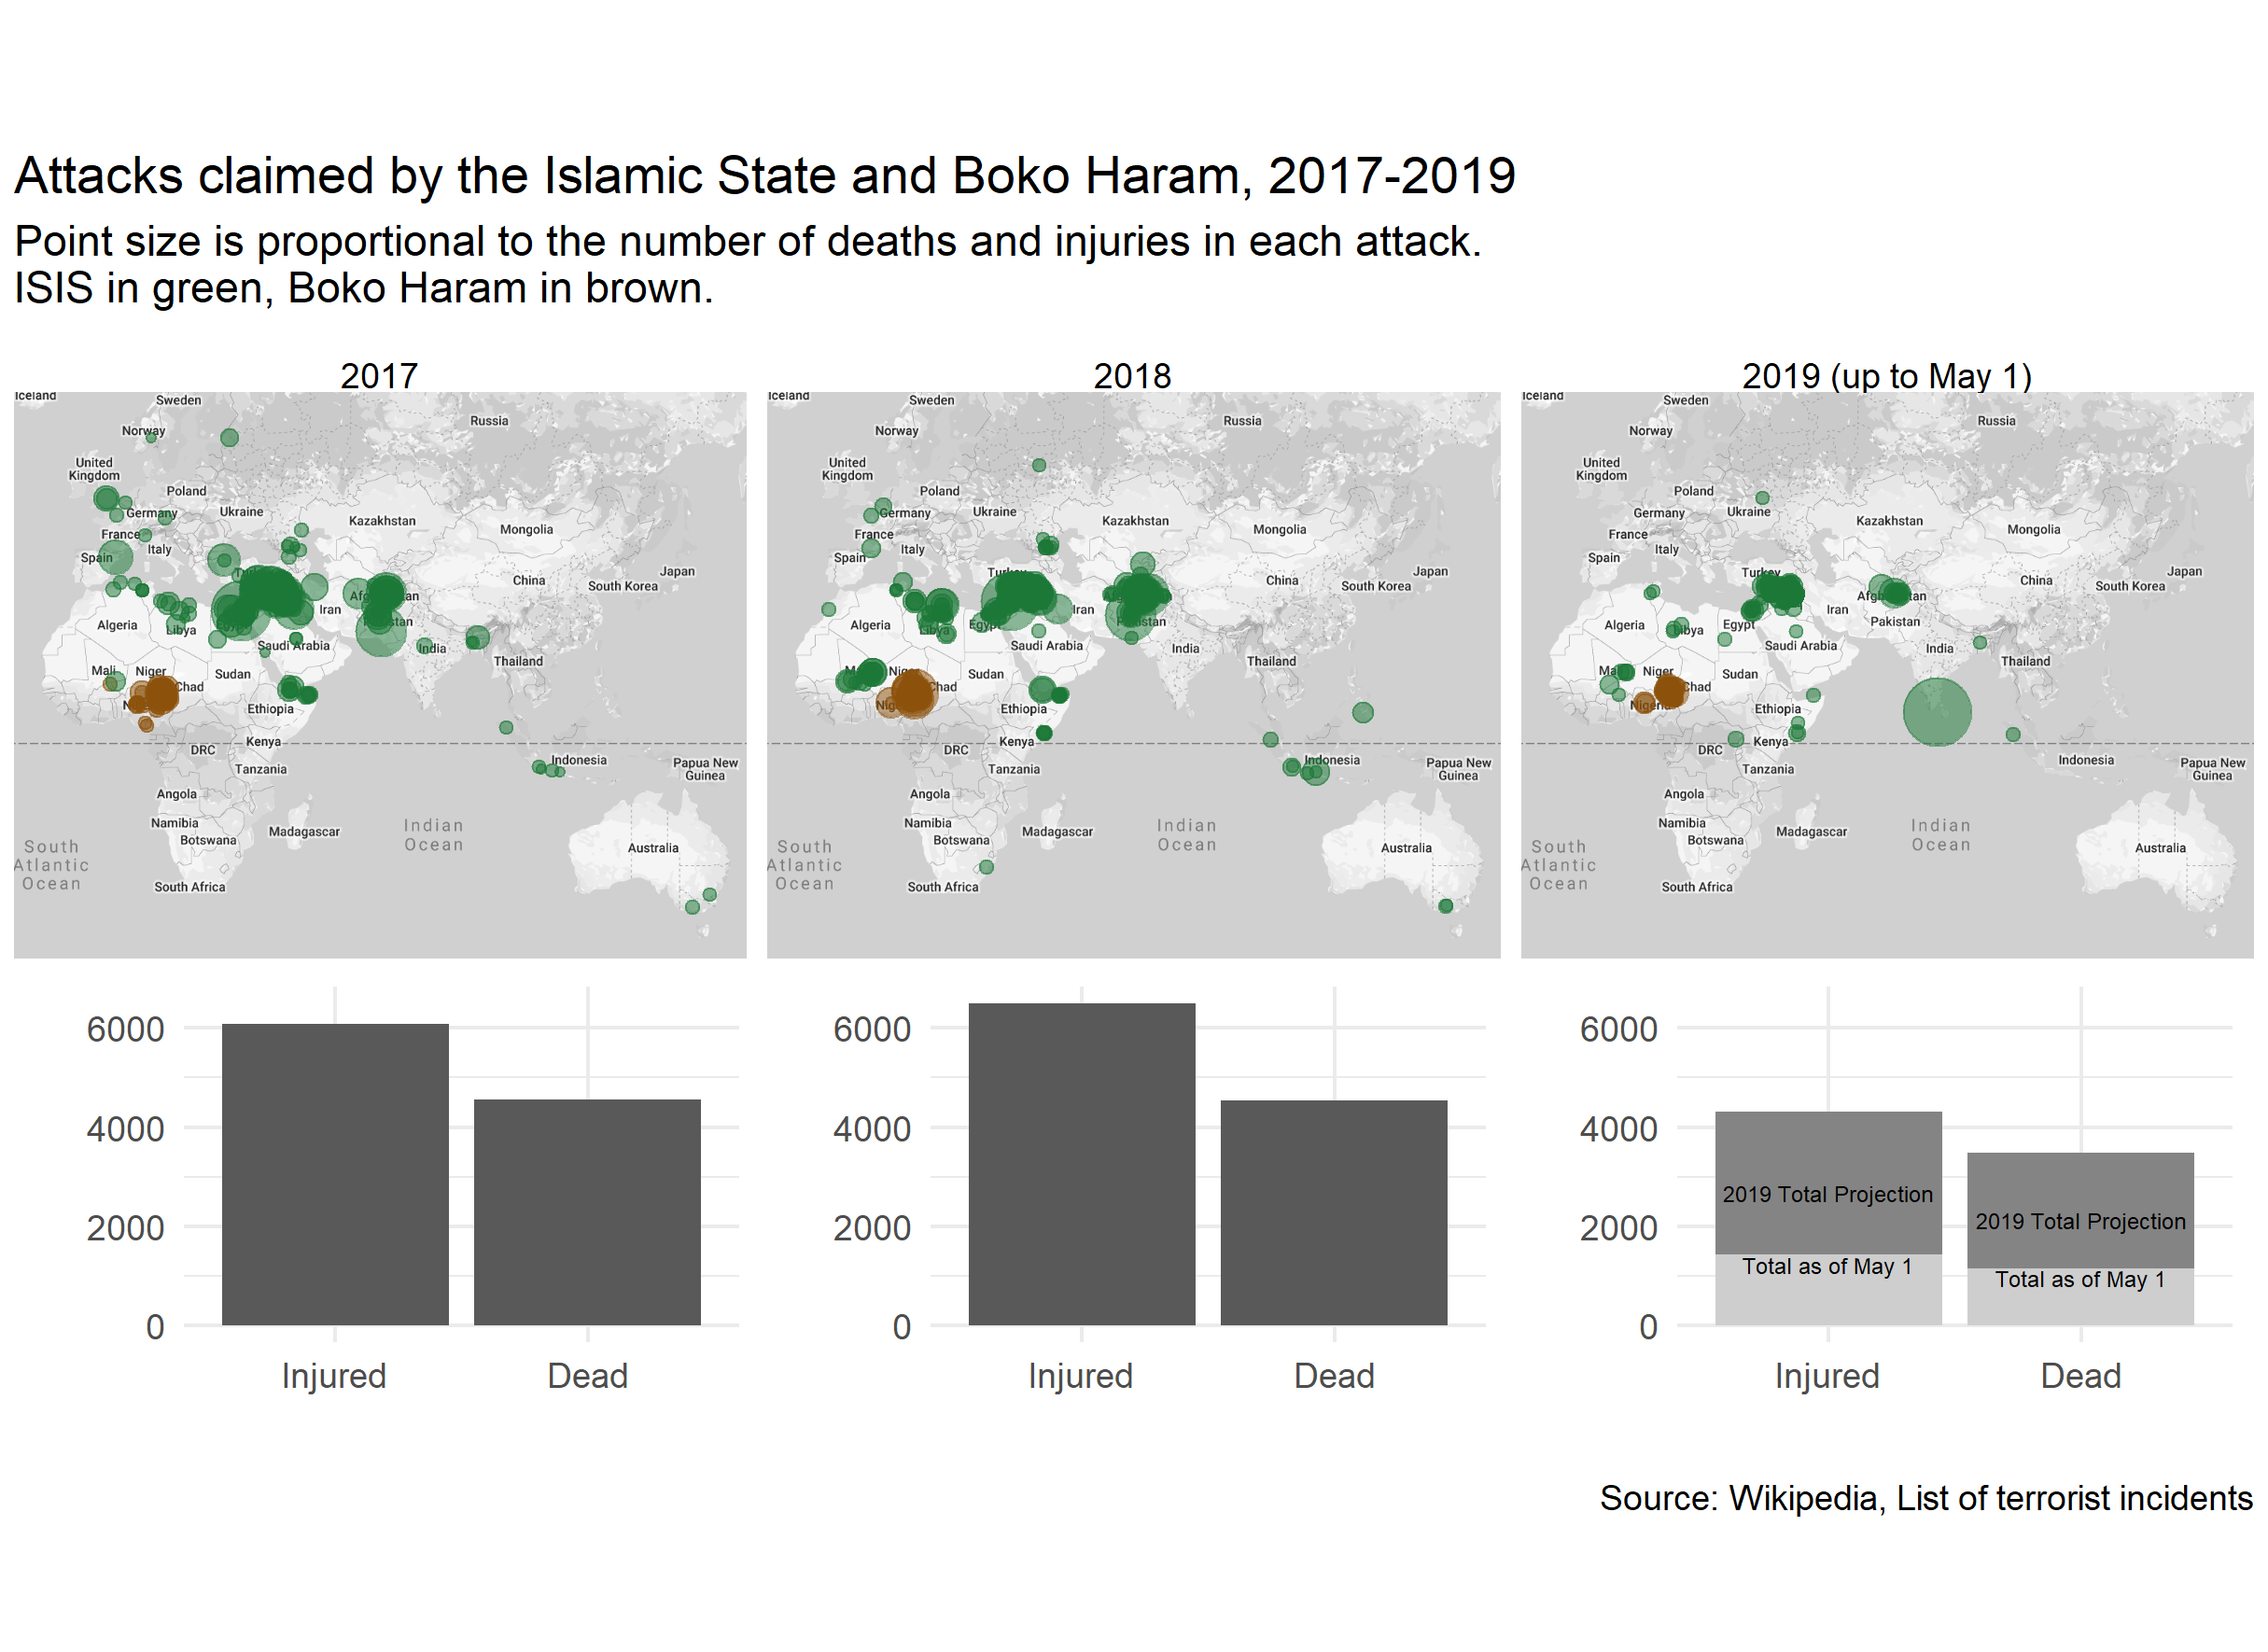 Attacks claimed by the Islamic State and Boko Haram, 2017-2019
Point size is proportional to the number of deaths and injuries in each attack.
ISIS in green, Boko Haram in brown.
2017
Iceland
Sweden
Norway
Russia
United
Kingdom
Poland
Germany
Ukraine
France
Kazakhstan
Mongolia
Italy
Spain
Japan
China
South Korea
Iran
Algeria
Libya
Saudi Arabia
India
Mali
Niger
Chad
Sudan
Thailand
Ethiopia
Kenya
DRC
Tanzania
Indonesia
Papua New
Guinea
Angola
Namibia
Botswana
Madagascar
Indian
Ocean
South
Atlantic
Ocean
Australia
South Africa
2018
Iceland
Sweden
Norway
Russia
United
Kingdom
Poland
Germany
Ukraine
France
Kazakhstan
Mongolia
Italy
Spain
Japan
China
South Korea
Iran
Algeria
Libya
Egypt
Saudi Arabia
India
Chad
Sudan
Thailand
Ethiopia
Kenya
DRC
Tanzania
Indonesia
Papua New
Guinea
Angola
Namibia
Botswana
Madagascar
Indian
Ocean
South
Atlantic
Ocean
Australia
South Africa
2019 (up to May 1)
Iceland
Sweden
Norway
Russia
United
Kingdom
Poland
Germany
Ukraine
France
Kazakhstan
Mongolia
Italy
Spain
Turkey
Japan
China
South Korea
Afghanistan
Iran
Pakistan
Algeria
Libya
Egypt
Saudi Arabia
India
Mali
Niger
Chad
Sudan
Thailand
Nigeria
Ethiopia
Kenya
DRC
Tanzania
Indonesia
Papua New
Guinea
Angola
Namibia
Botswana
Madagascar
Indian
Ocean
South
Atlantic
Ocean
Australia
South Africa
6000
4000
2000
0
Injured
Dead
6000
4000
2000
0
Injured
Dead
6000
4000
2000
0
2019 Total Projection
2019 Total Projection
Total as of May 1
Total as of May 1
Injured
Dead
Source: Wikipedia, List of terrorist incidents